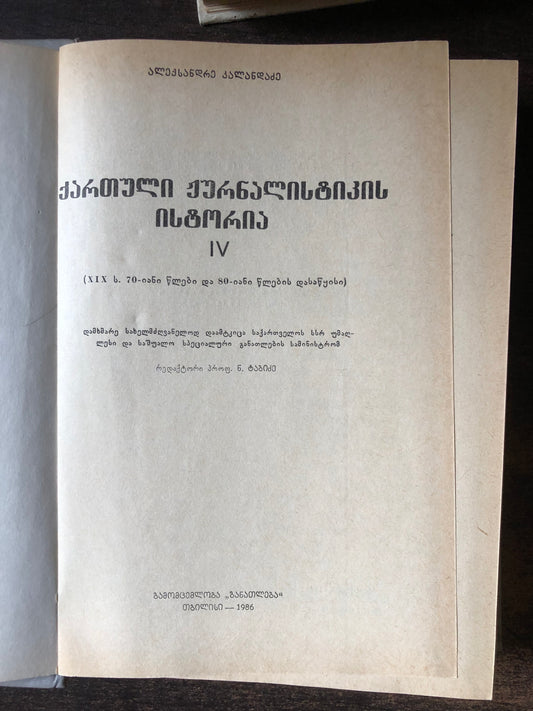 ალექსანდრე კალანდაძე
ქართული ჟურნალისტიკის
ისტორია
IV
(XIX ს. 70-იანი წლები და 80-იანი წლების დასაწყისი)
დამხმარე სახელმძღვანელოდ დაამტკიცა საქართველოს სსრ უმაღ-
ლესი და საშუალო სპეციალური განათლების სამინისტრომ
რედაქტორი პროფ. ნ. ტაბიძე
გამომცემლობა „განათლება“
თბილისი — 1986